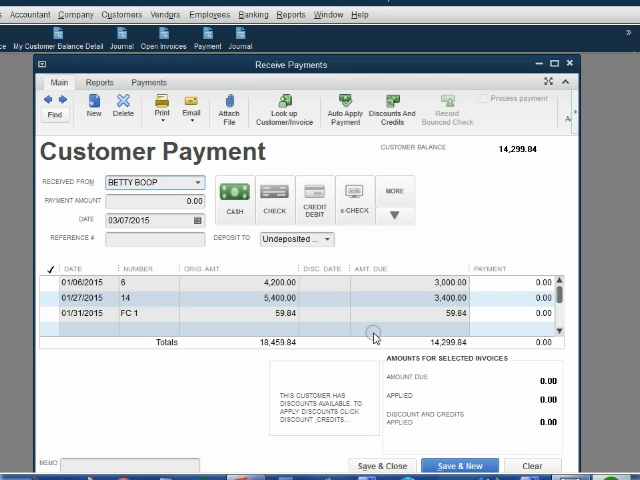 Accountant Company Customers Vendors Employees Banking Reports Window Help
ce My Customer Balance Detail Journal Open Invoices Payment Journal »
Receive Payments
Main Reports Payments
Find New Delete Print Email Attach File Look up Customer/Invoice Auto Apply Payment Discounts And Credits Record Bounced Check Process payment A
Customer Payment
CUSTOMER BALANCE 14,299.84
RECEIVED FROM BETTY BOOP
PAYMENT AMOUNT 0.00
DATE 03/07/2015
REFERENCE #
DEPOSIT TO Undeposited ...
CASH CHECK CREDIT DEBIT e-CHECK MORE
✓ DATE NUMBER ORIG. AMT. DISC. DATE AMT. DUE PAYMENT
01/06/2015 6 4,200.00 3,000.00 0.00
01/27/2015 14 5,400.00 3,400.00 0.00
01/31/2015 FC 1 59.84 59.84 0.00
Totals 18,459.84 14,299.84 0.00
THIS CUSTOMER HAS
DISCOUNTS AVAILABLE. TO
APPLY DISCOUNTS CLICK
DISCOUNT ,CREDITS...
AMOUNTS FOR SELECTED INVOICES
AMOUNT DUE 0.00
APPLIED 0.00
DISCOUNT AND CREDITS
APPLIED 0.00
MEMO
Save & Close Save & New Clear